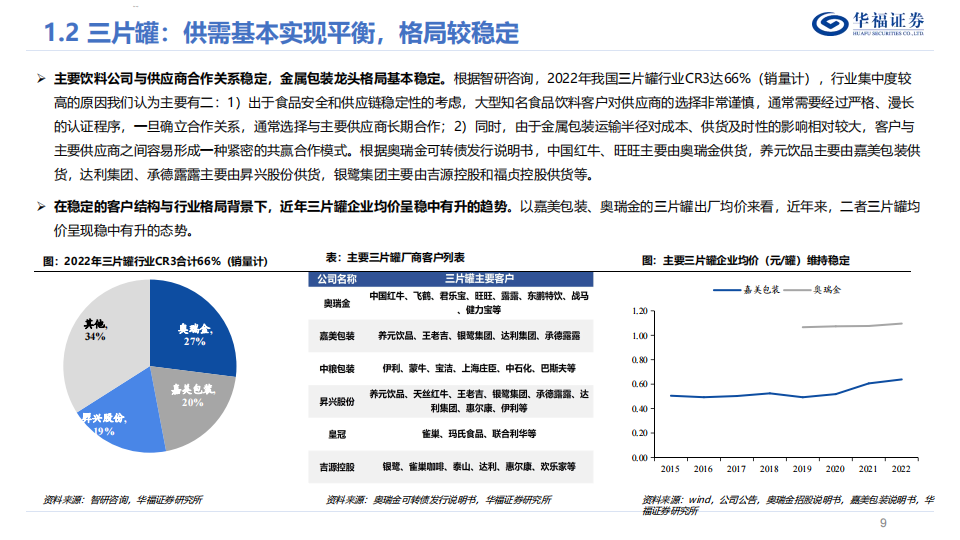 1.2 三片罐：供需基本实现平衡，格局较稳定
华福证券
HUAFU SECURITIES CO.,LTD.
➢ 主要饮料公司与供应商合作关系稳定，金属包装龙头格局基本稳定。根据智研咨询，2022年我国三片罐行业CR3达66%（销量计），行业集中度较
高的原因我们认为主要有二：1）出于食品安全和供应链稳定性的考虑，大型知名食品饮料客户对供应商的选择非常谨慎，通常需要经过严格、漫长
的认证程序，一旦确立合作关系，通常选择与主要供应商长期合作；2）同时，由于金属包装运输半径对成本、供货及时性的影响相对较大，客户与
主要供应商之间容易形成一种紧密的共赢合作模式。根据奥瑞金可转债发行说明书，中国红牛、旺旺主要由奥瑞金供货，养元饮品主要由嘉美包装供
货，达利集团、承德露露主要由昇兴股份供货，银鹭集团主要由吉源控股和福贞控股供货等。
➢ 在稳定的客户结构与行业格局背景下，近年三片罐企业均价呈稳中有升的趋势。以嘉美包装、奥瑞金的三片罐出厂均价来看，近年来，二者三片罐均
价呈现稳中有升的态势。
图：2022年三片罐行业CR3合计66%（销量计）
其他,
34%
奥瑞金,
27%
嘉美包装,
20%
昇兴股份,
19%
资料来源：智研咨询，华福证券研究所
表：主要三片罐厂商客户列表
公司名称 三片罐主要客户
奥瑞金 中国红牛、飞鹤、君乐宝、旺旺、露露、东鹏特饮、战马
、健力宝等
嘉美包装 养元饮品、王老吉、银鹭集团、达利集团、承德露露
中粮包装 伊利、蒙牛、宝洁、上海庄臣、中石化、巴斯夫等
昇兴股份 养元饮品、天丝红牛、王老吉、银鹭集团、承德露露、达
利集团、惠尔康、伊利等
皇冠 雀巢、玛氏食品、联合利华等
吉源控股 银鹭、雀巢咖啡、泰山、达利、惠尔康、欢乐家等
资料来源：奥瑞金可转债发行说明书，华福证券研究所
图：主要三片罐企业均价（元/罐）维持稳定
嘉美包装 奥瑞金
1.20
1.00
0.80
0.60
0.40
0.20
0.00
2015 2016 2017 2018 2019 2020 2021 2022
资料来源：wind，公司公告，奥瑞金招股说明书，嘉美包装说明书，华
福证券研究所
9